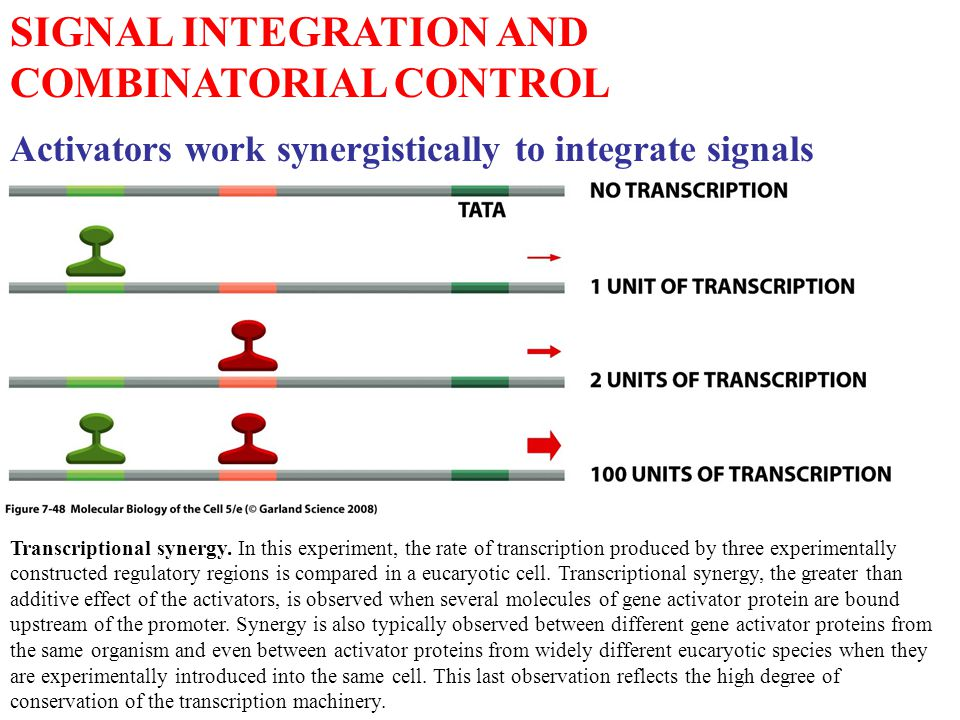 SIGNAL INTEGRATION AND
COMBINATORIAL CONTROL
Activators work synergistically to integrate signals
NO TRANSCRIPTION
TATA
1 UNIT OF TRANSCRIPTION
2 UNITS OF TRANSCRIPTION
100 UNITS OF TRANSCRIPTION
Figure 7-48 Molecular Biology of the Cell 5/e (© Garland Science 2008)
Transcriptional synergy. In this experiment, the rate of transcription produced by three experimentally
constructed regulatory regions is compared in a eucaryotic cell. Transcriptional synergy, the greater than
additive effect of the activators, is observed when several molecules of gene activator protein are bound
upstream of the promoter. Synergy is also typically observed between different gene activator proteins from
the same organism and even between activator proteins from widely different eucaryotic species when they
are experimentally introduced into the same cell. This last observation reflects the high degree of
conservation of the transcription machinery.